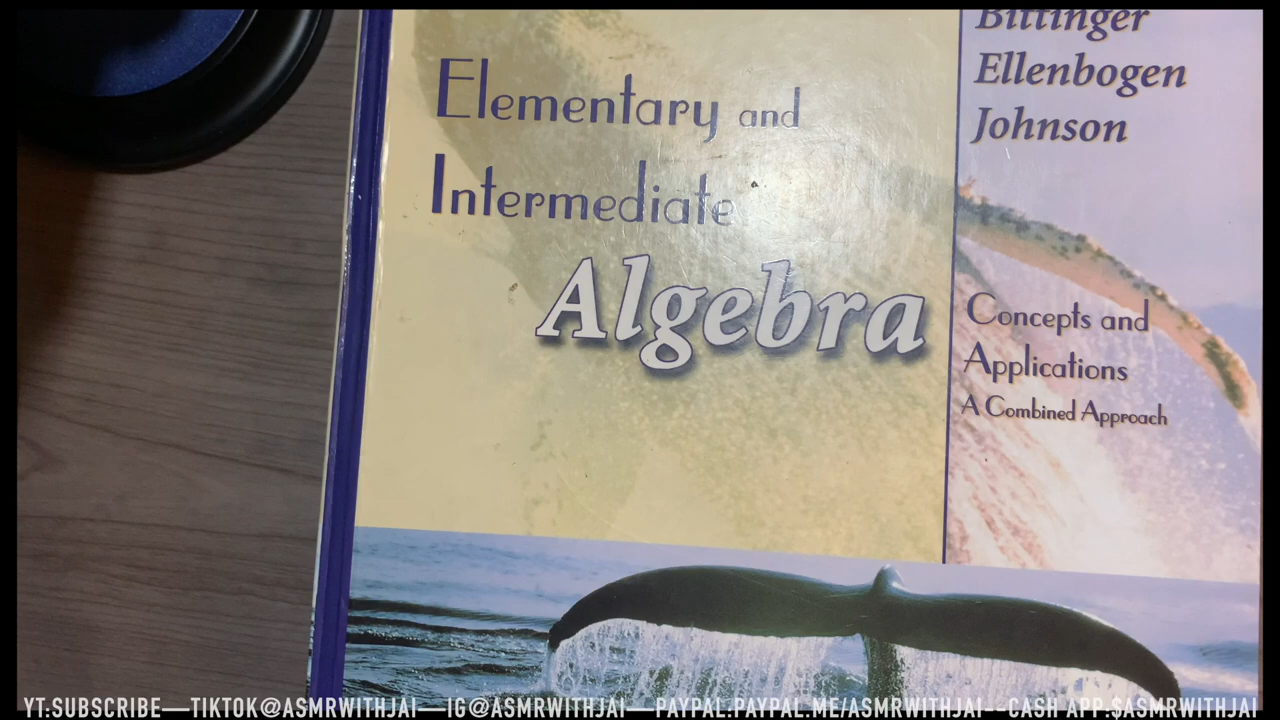 Bittinger
Ellenbogen
Johnson
Elementary and
Intermediate
Algebra
Concepts and
Applications
A Combined Approach
YT:SUBSCRIBE—TIKTOK@ASMRWITHJAI—IG@ASMRWITHJAI—PAYPAL:PAYPAL.ME/ASMRWITHJAI—CASH APP:$ASMRWITHJAI